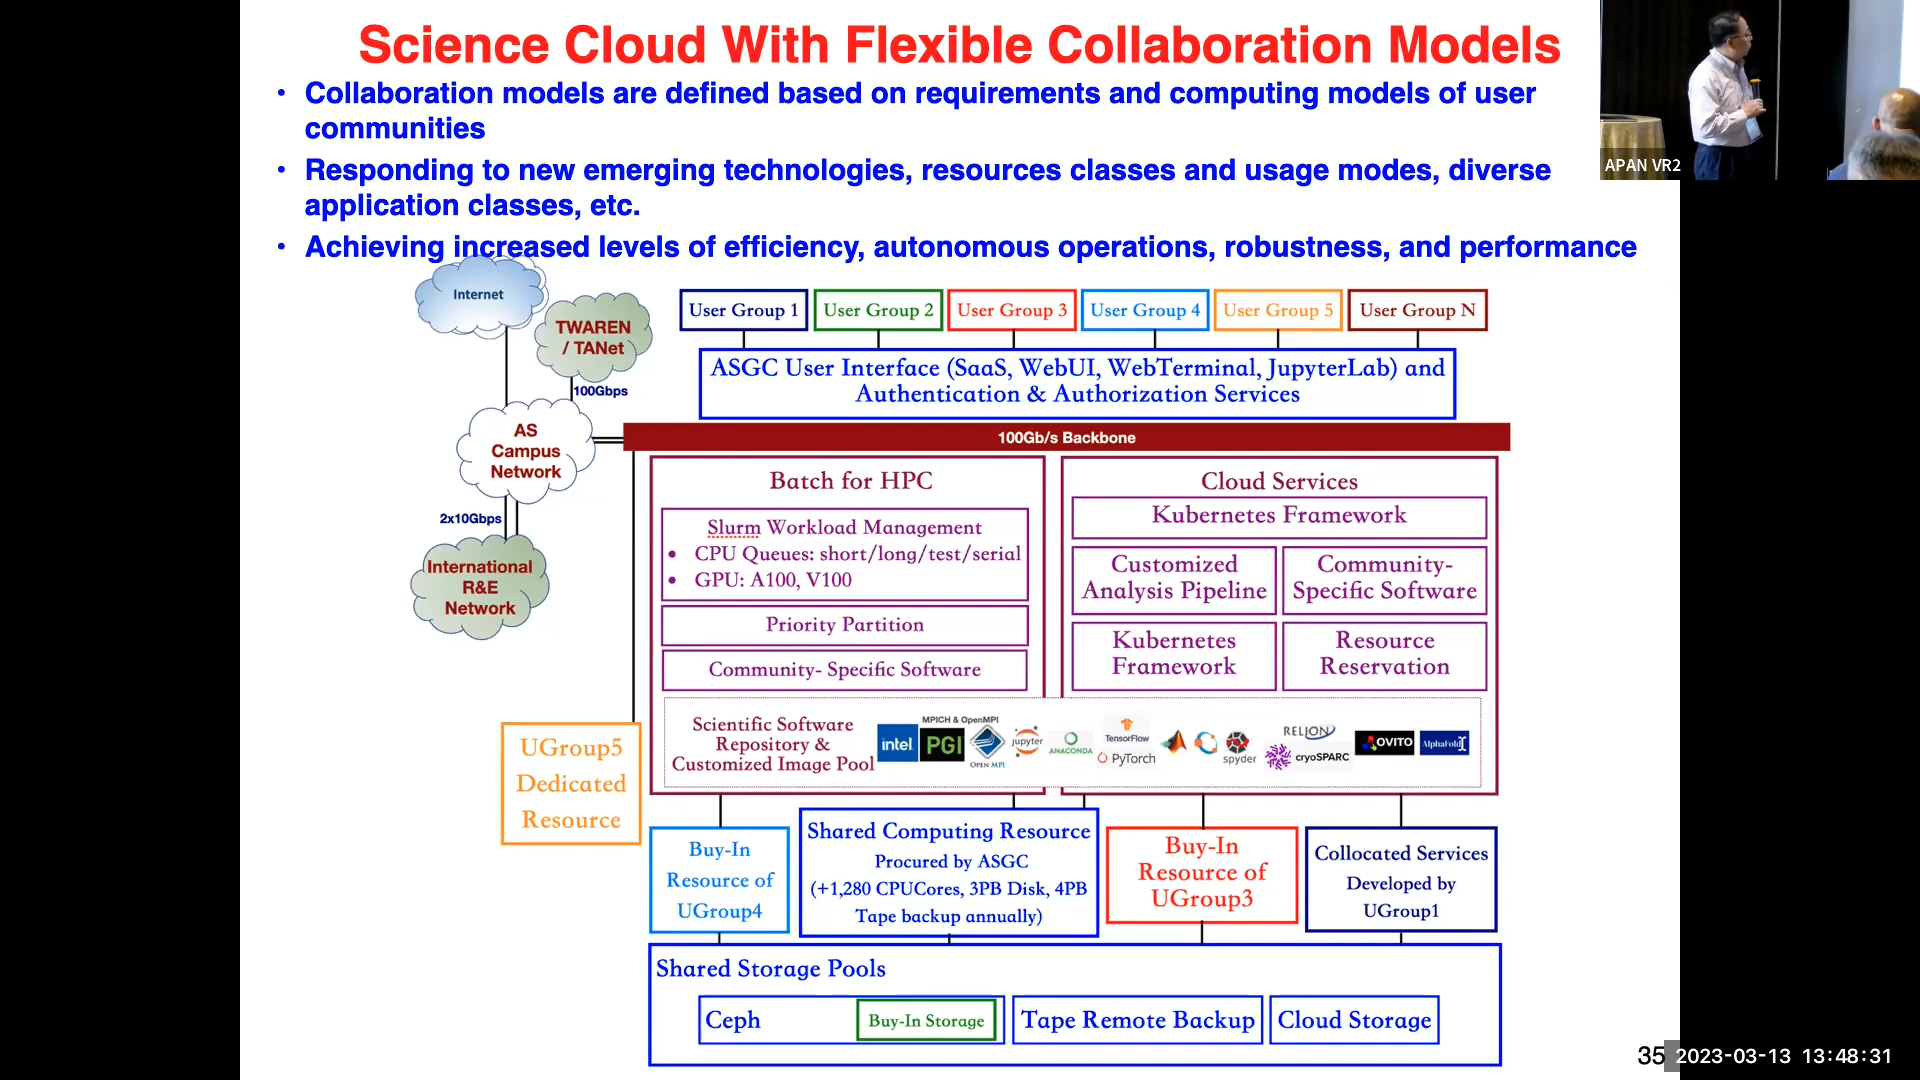 Science Cloud With Flexible Collaboration Models
• Collaboration models are defined based on requirements and computing models of user
communities
• Responding to new emerging technologies, resources classes and usage modes, diverse
application classes, etc.
• Achieving increased levels of efficiency, autonomous operations, robustness, and performance
APAN VR2
Internet
TWAREN
/ TANet
100Gbps
AS
Campus
Network
2x10Gbps
International
R&E
Network
User Group 1
User Group 2
User Group 3
User Group 4
User Group 5
User Group N
ASGC User Interface (SaaS, WebUI, WebTerminal, JupyterLab) and
Authentication & Authorization Services
100Gb/s Backbone
Batch for HPC
Slurm Workload Management
• CPU Queues: short/long/test/serial
• GPU: A100, V100
Priority Partition
Community- Specific Software
Cloud Services
Kubernetes Framework
Customized
Analysis Pipeline
Community-
Specific Software
Kubernetes
Framework
Resource
Reservation
Scientific Software
Repository &
Customized Image Pool
MPICH & OpenMPI
intel
PGI
OPEN MPI
jupyter
ANACONDA
TensorFlow
PyTorch
spyder
RELION
cryoSPARC
OVITO
AlphaFold
UGroup5
Dedicated
Resource
Buy-In
Resource of
UGroup4
Shared Computing Resource
Procured by ASGC
(+1,280 CPUCores, 3PB Disk, 4PB
Tape backup annually)
Buy-In
Resource of
UGroup3
Collocated Services
Developed by
UGroup1
Shared Storage Pools
Ceph
Buy-In Storage
Tape Remote Backup
Cloud Storage
35
2023-03-13 13:48:31